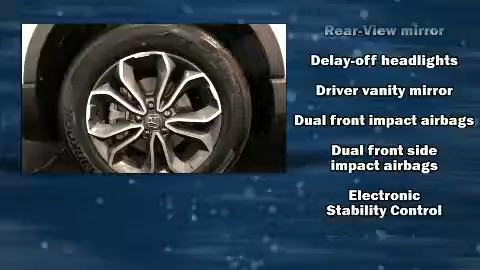 Rear-View mirror
Delay-off headlights
Driver vanity mirror
Dual front impact airbags
Dual front side
impact airbags
Electronic
Stability Control